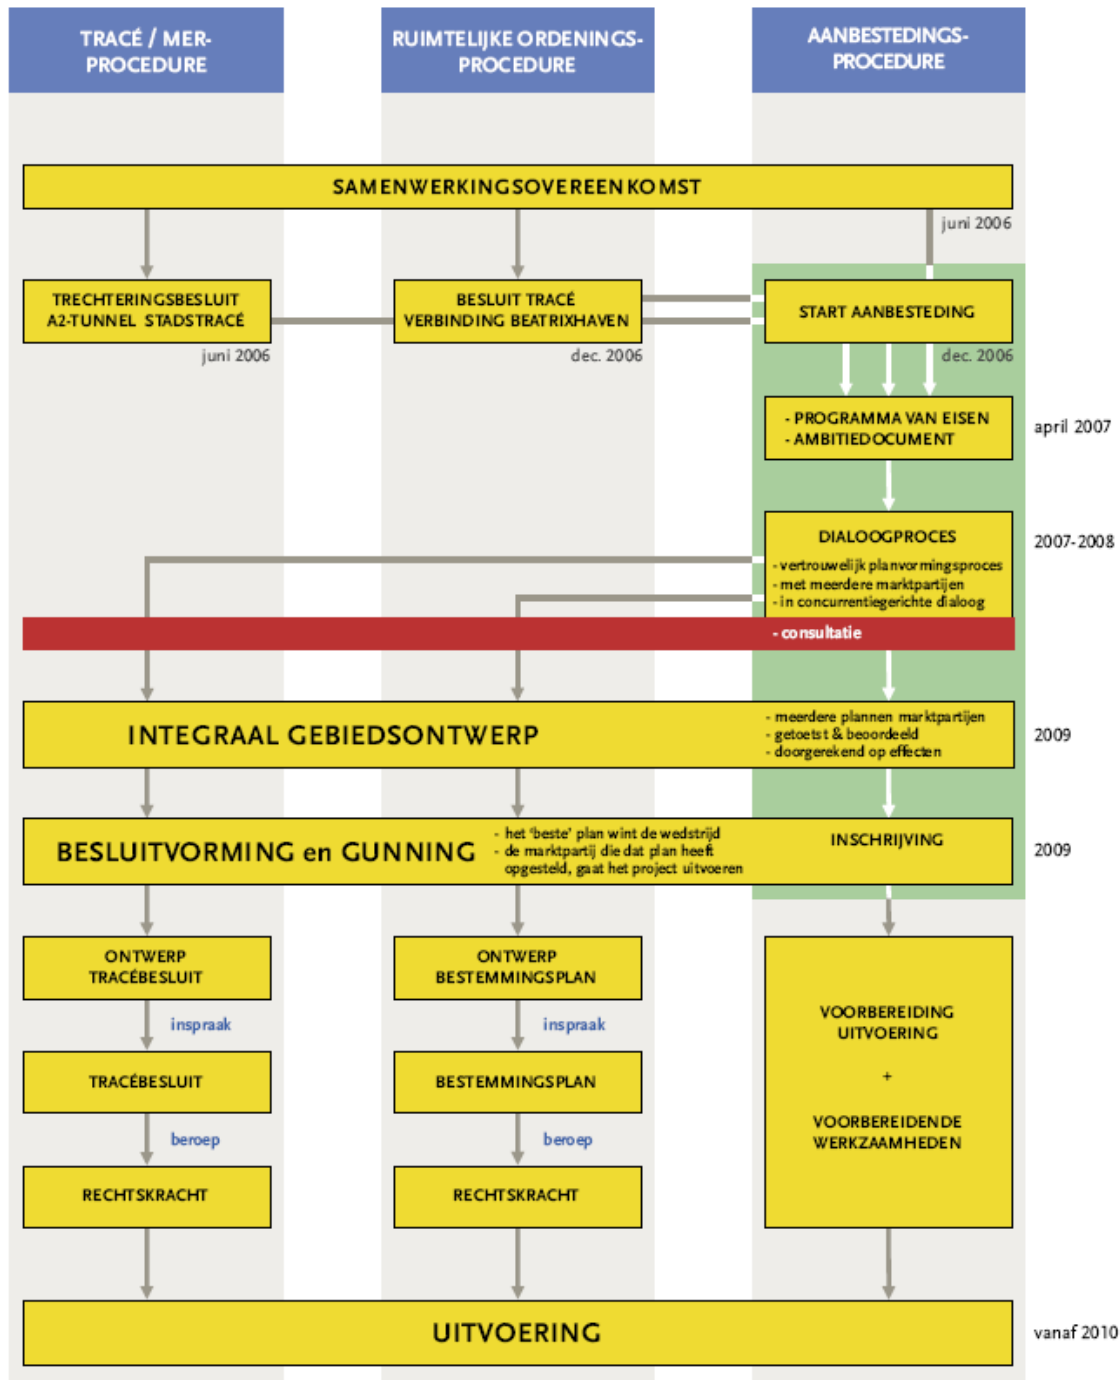 TRACÉ / MER-
PROCEDURE
RUIMTELIJKE ORDENINGS-
PROCEDURE
AANBESTEDINGS-
PROCEDURE
SAMENWERKINGSOVEREENKOMST
juni 2006
TRECHTERINGSBESLUIT
A2-TUNNEL STADSTRACÉ
juni 2006
BESLUIT TRACÉ
VERBINDING BEATRIXHAVEN
dec. 2006
START AANBESTEDING
dec. 2006
- PROGRAMMA VAN EISEN
- AMBITIEDOCUMENT
april 2007
DIALOOGPROCES
- vertrouwelijk planvormingsproces
- met meerdere marktpartijen
- in concurrentiegerichte dialoog
- consultatie
2007-2008
INTEGRAAL GEBIEDSONTWERP
- meerdere plannen marktpartijen
- getoetst & beoordeeld
- doorgerekend op effecten
2009
BESLUITVORMING en GUNNING
- het 'beste' plan wint de wedstrijd
- de marktpartij die dat plan heeft
opgesteld, gaat het project uitvoeren
INSCHRIJVING
2009
ONTWERP
TRACÉBESLUIT
inspraak
TRACÉBESLUIT
beroep
RECHTSKRACHT
ONTWERP
BESTEMMINGSPLAN
inspraak
BESTEMMINGSPLAN
beroep
RECHTSKRACHT
VOORBEREIDING
UITVOERING
+
VOORBEREIDENDE
WERKZAAMHEDEN
UITVOERING
vanaf 2010